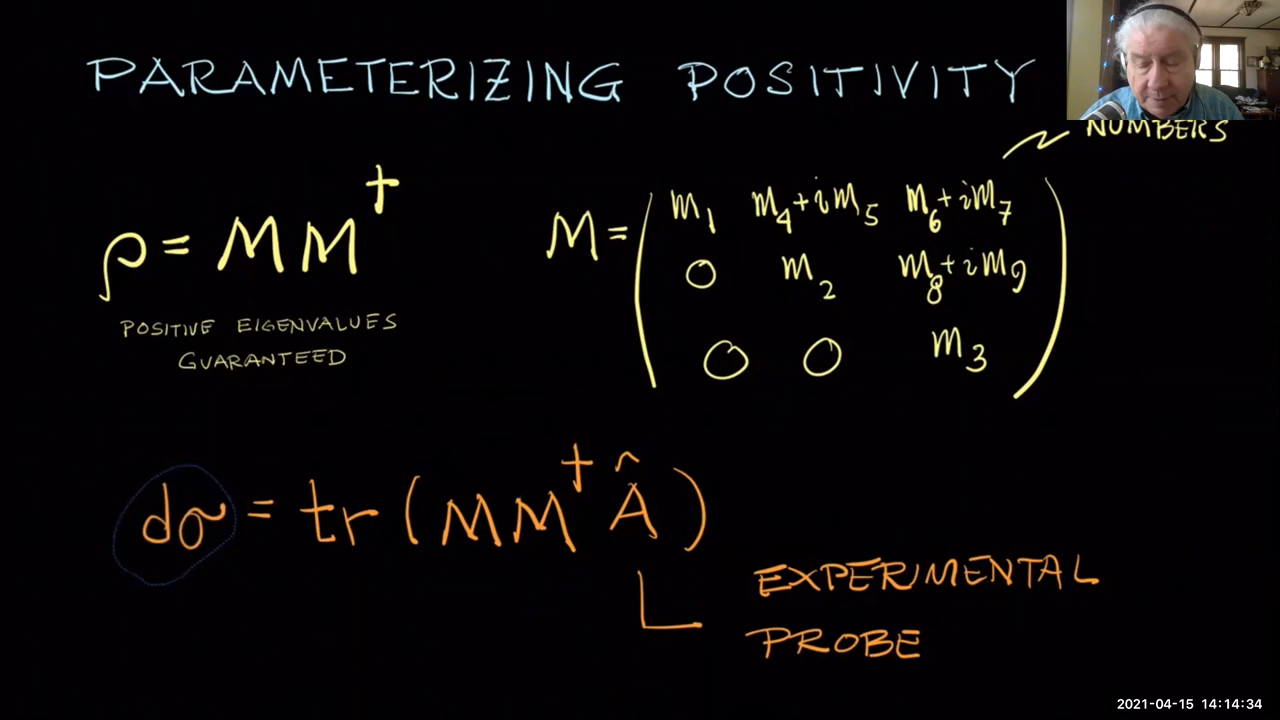 PARAMETERIZING POSITIVITY
NUMBERS
ρ = MM†
POSITIVE EIGENVALUES
GUARANTEED
M = ( m₁ m₄+im₅ m₆+im₇
0 m₂ m₈+im₉
0 0 m₃ )
dσ = tr(MM†Â)
EXPERIMENTAL
PROBE
2021-04-15 14:14:34